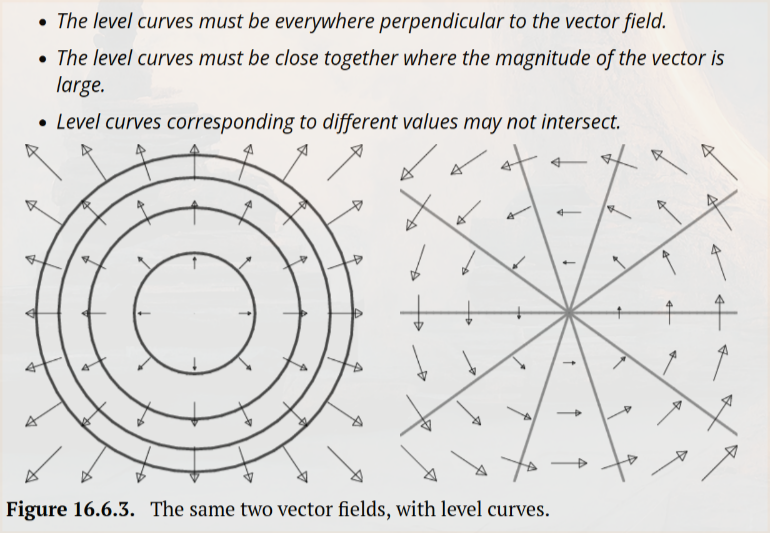 • The level curves must be everywhere perpendicular to the vector field.
• The level curves must be close together where the magnitude of the vector is
large.
• Level curves corresponding to different values may not intersect.
Figure 16.6.3. The same two vector fields, with level curves.